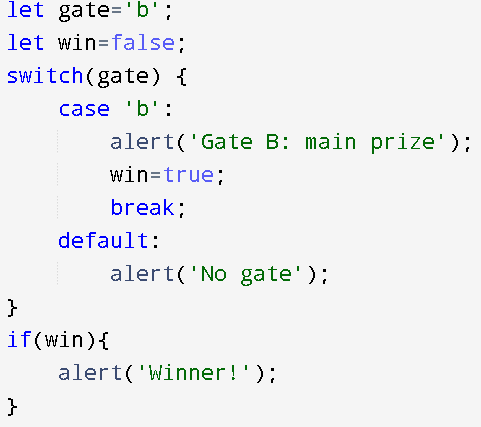 let gate='b';
let win=false;
switch(gate) {
    case 'b':
        alert('Gate B: main prize');
        win=true;
        break;
    default:
        alert('No gate');
}
if(win){
    alert('Winner!');
}